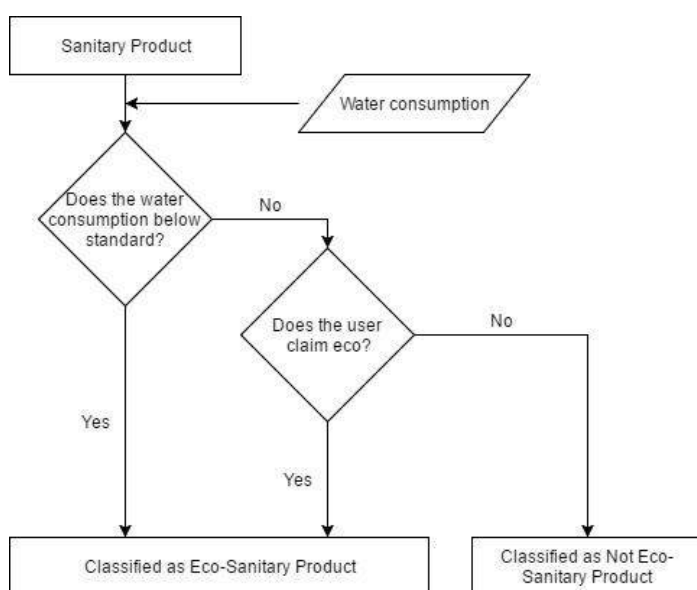 Sanitary Product
Water consumption
Does the water
consumption below
standard?
No
Does the user
claim eco?
No
Yes
Yes
Classified as Eco-Sanitary Product
Classified as Not Eco-
Sanitary Product